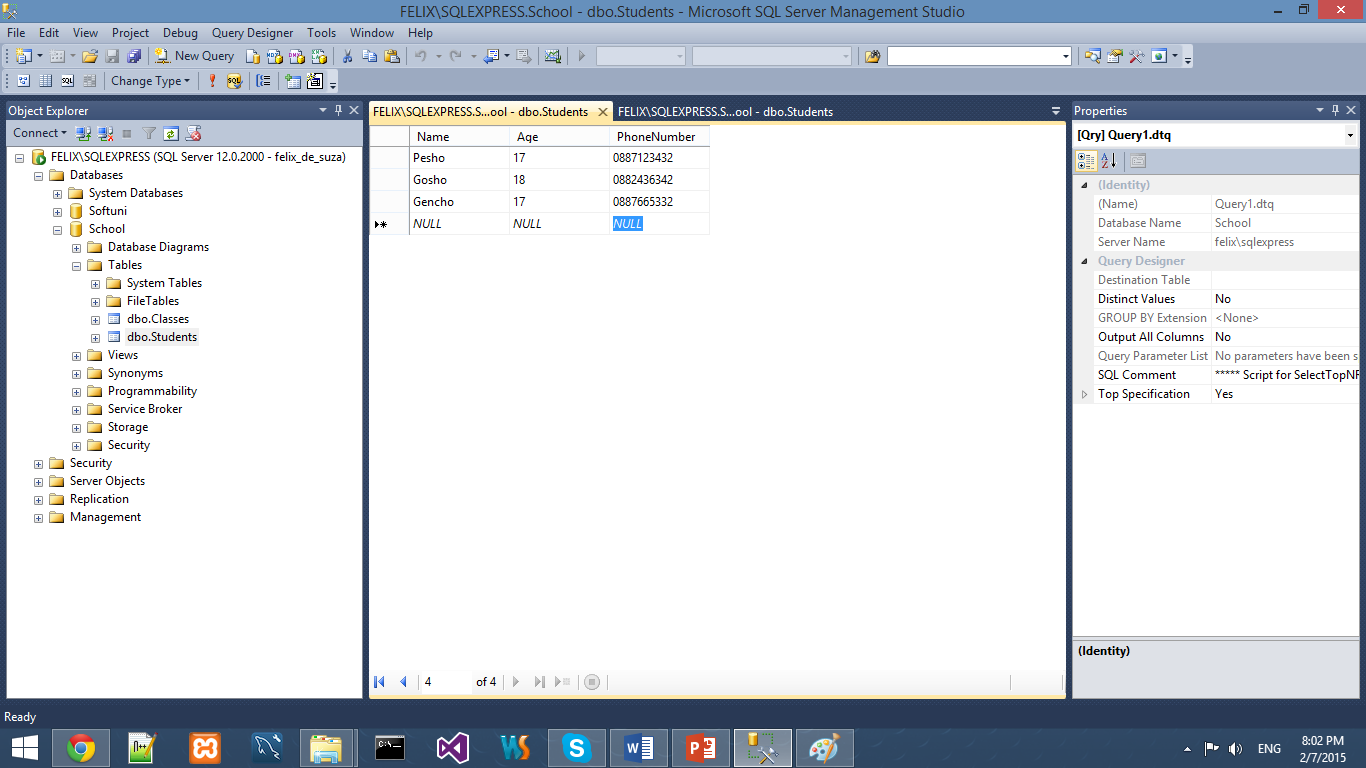 FELIX\SQLEXPRESS.School - dbo.Students - Microsoft SQL Server Management Studio
File Edit View Project Debug Query Designer Tools Window Help
New Query
Change Type
Object Explorer
Connect
FELIX\SQLEXPRESS (SQL Server 12.0.2000 - felix_de_suza)
Databases
System Databases
Softuni
School
Database Diagrams
Tables
System Tables
FileTables
dbo.Classes
dbo.Students
Views
Synonyms
Programmability
Service Broker
Storage
Security
Security
Server Objects
Replication
Management
FELIX\SQLEXPRESS.S...ool - dbo.Students FELIX\SQLEXPRESS.S...ool - dbo.Students
Name Age PhoneNumber
Pesho 17 0887123432
Gosho 18 0882436342
Gencho 17 0887665332
NULL NULL NULL
4 of 4
Properties
[Qry] Query1.dtq
(Identity)
(Name) Query1.dtq
Database Name School
Server Name felix\sqlexpress
Query Designer
Destination Table
Distinct Values No
GROUP BY Extension <None>
Output All Columns No
Query Parameter List No parameters have been s
SQL Comment ***** Script for SelectTopNR
Top Specification Yes
(Identity)
Ready
ENG
8:02 PM
2/7/2015